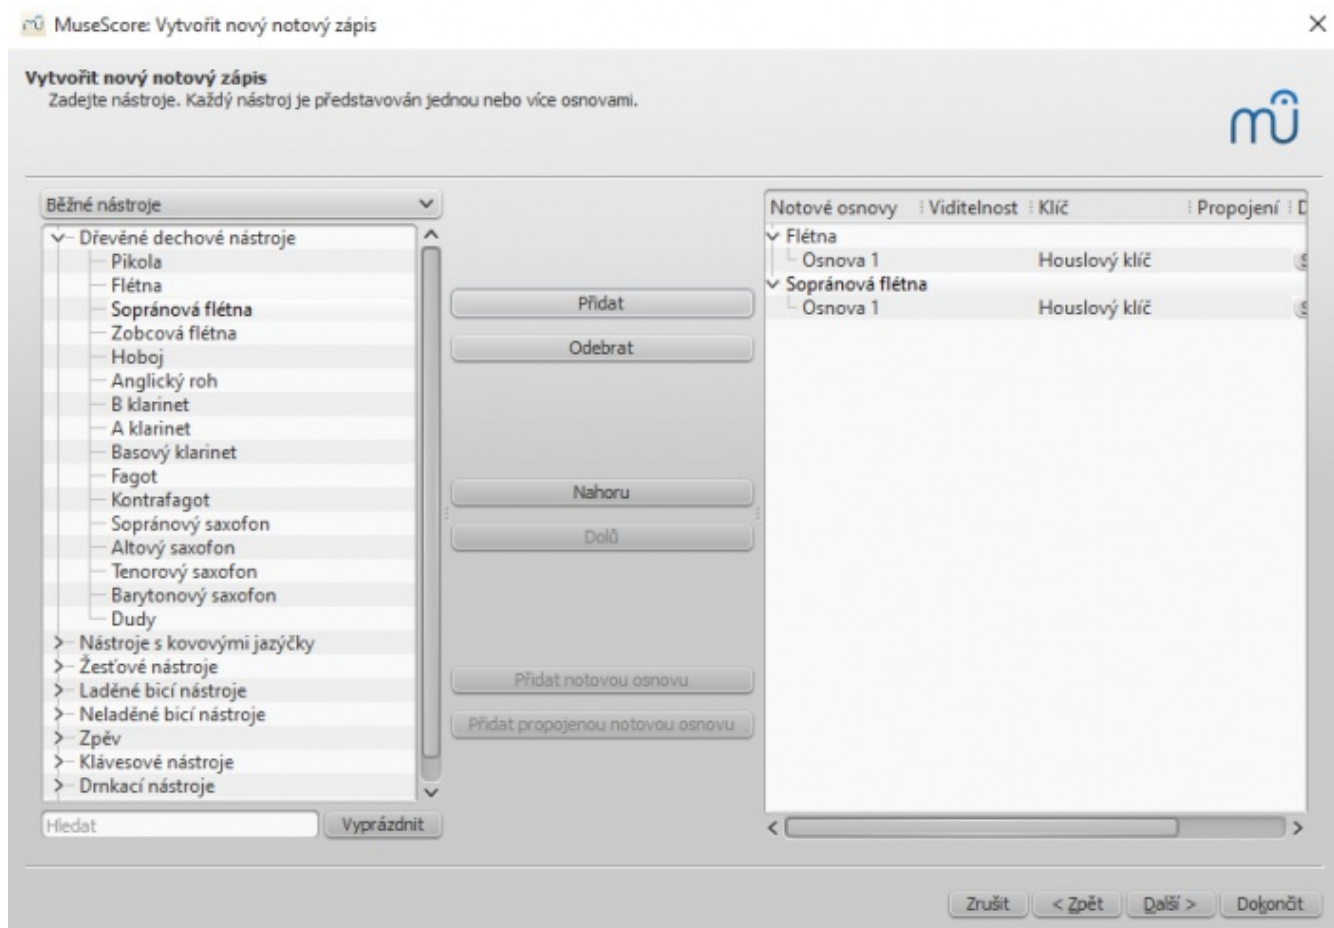 MuseScore: Vytvořit nový notový zápis
Vytvořit nový notový zápis
Zadejte nástroje. Každý nástroj je představován jednou nebo více osnovami.
Běžné nástroje
Dřevěné dechové nástroje
Pikola
Flétna
Sopránová flétna
Zobcová flétna
Hoboj
Anglický roh
B klarinet
A klarinet
Basový klarinet
Fagot
Kontrafagot
Sopránový saxofon
Altový saxofon
Tenorový saxofon
Barytonový saxofon
Dudy
Nástroje s kovovými jazýčky
Žesťové nástroje
Laděné bicí nástroje
Neladěné bicí nástroje
Zpěv
Klávesové nástroje
Drnkací nástroje
Hledat Vyprázdnit
Přidat
Odebrat
Nahoru
Dolů
Přidat notovou osnovu
Přidat propojenou notovou osnovu
Notové osnovy Viditelnost Klíč Propojení
Flétna
Osnova 1 Houslový klíč
Sopránová flétna
Osnova 1 Houslový klíč
Zrušit < Zpět Další > Dokončit